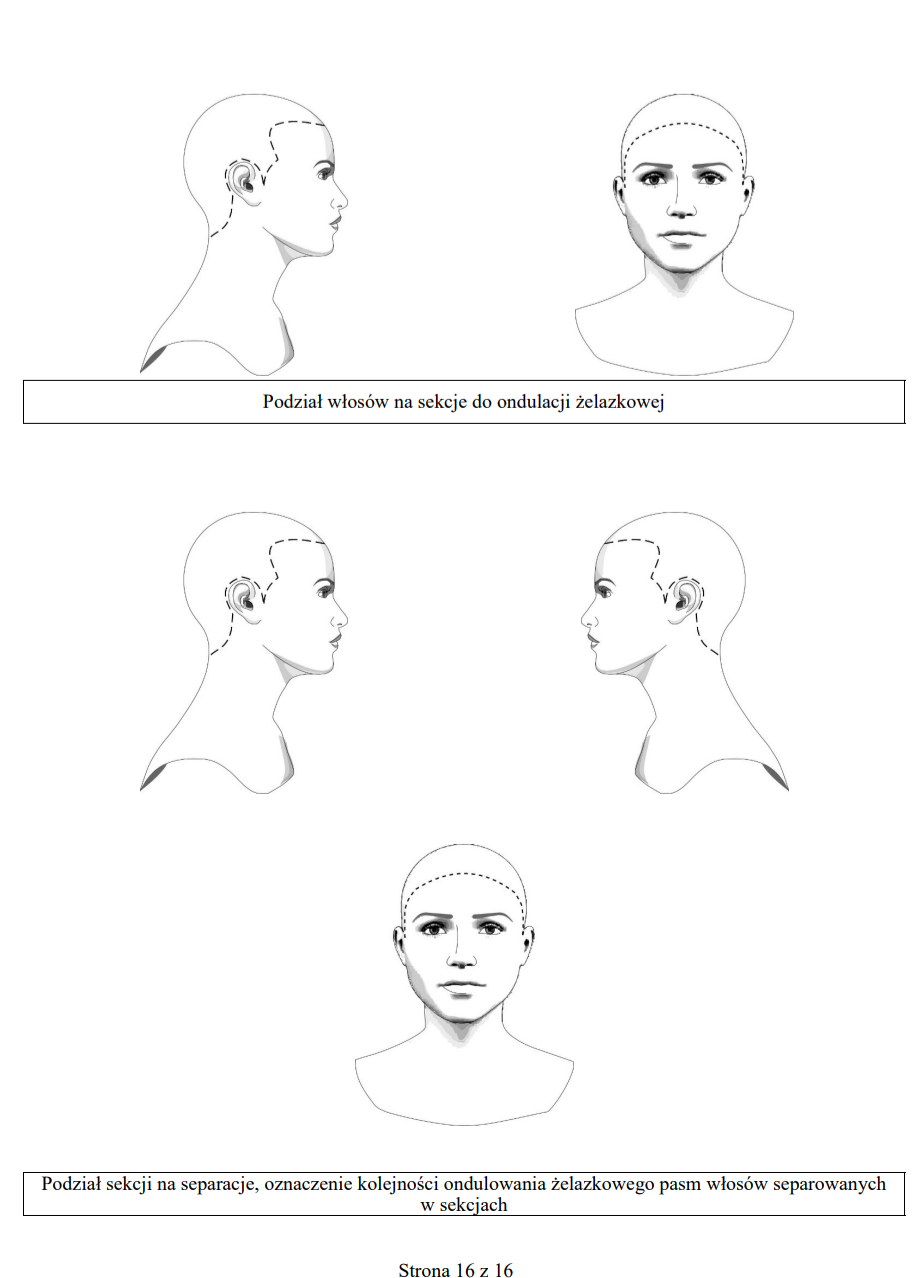 Podział włosów na sekcje do ondulacji żelazkowej
Podział sekcji na separacje, oznaczenie kolejności ondulowania żelazkowego pasm włosów separowanych
w sekcjach
Strona 16 z 16